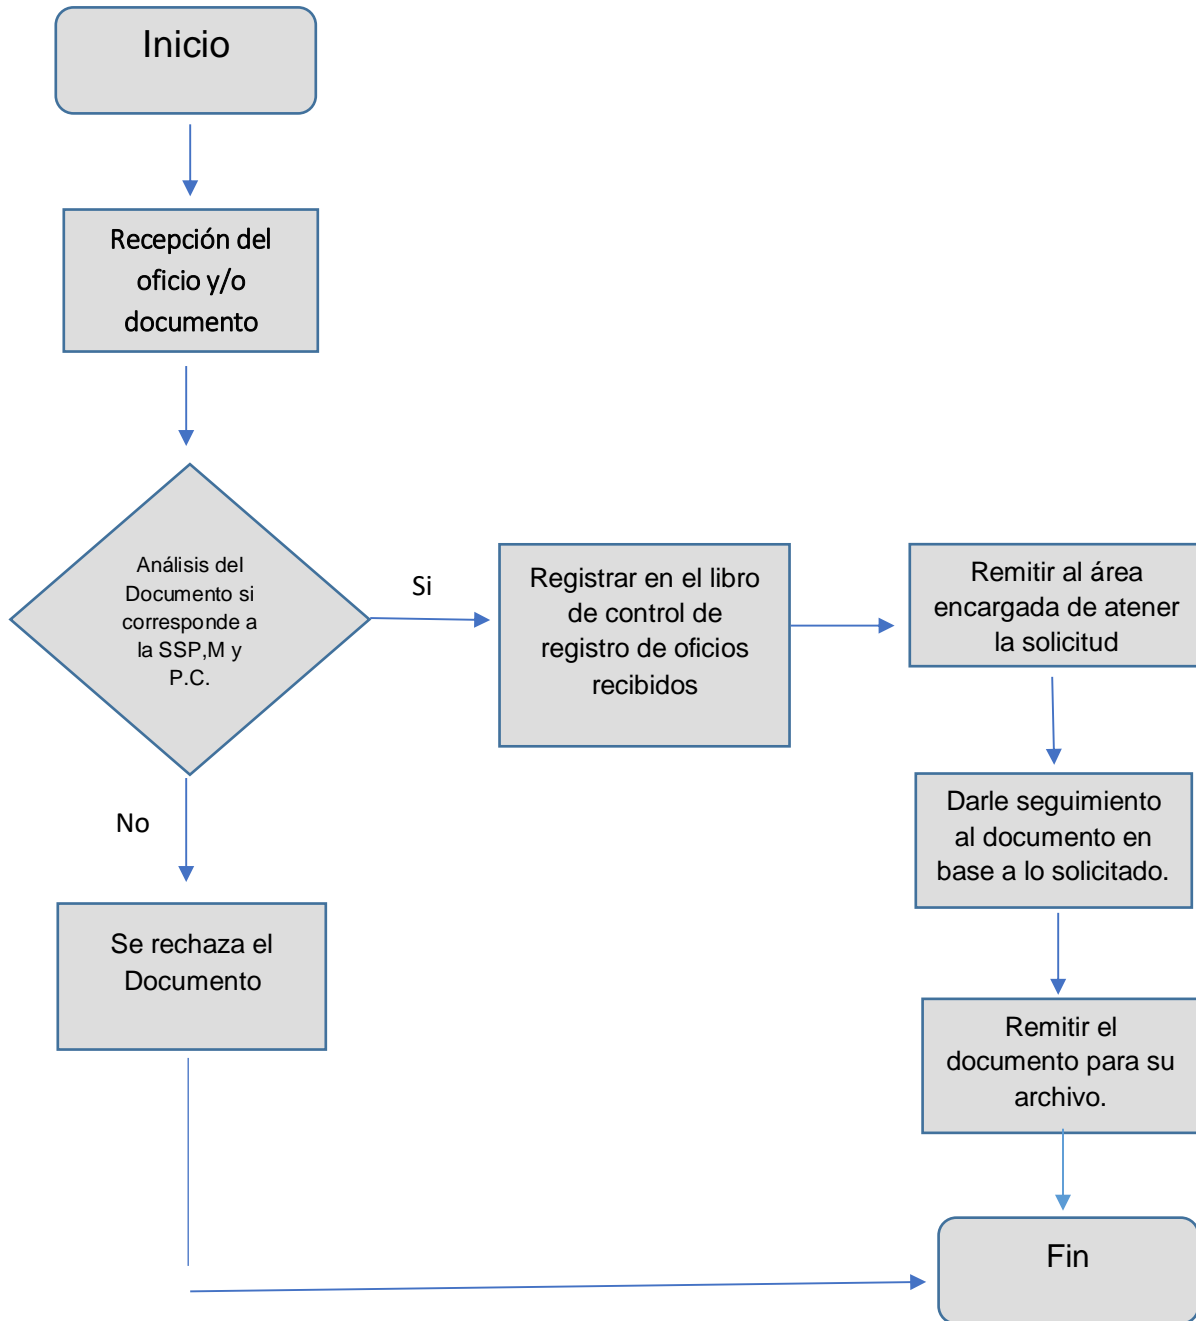 Inicio
Recepción del
oficio y/o
documento
Análisis del
Documento si
corresponde a
la SSP,M y
P.C.
Si
Registrar en el libro
de control de
registro de oficios
recibidos
Remitir al área
encargada de atener
la solicitud
Darle seguimiento
al documento en
base a lo solicitado.
Remitir el
documento para su
archivo.
No
Se rechaza el
Documento
Fin